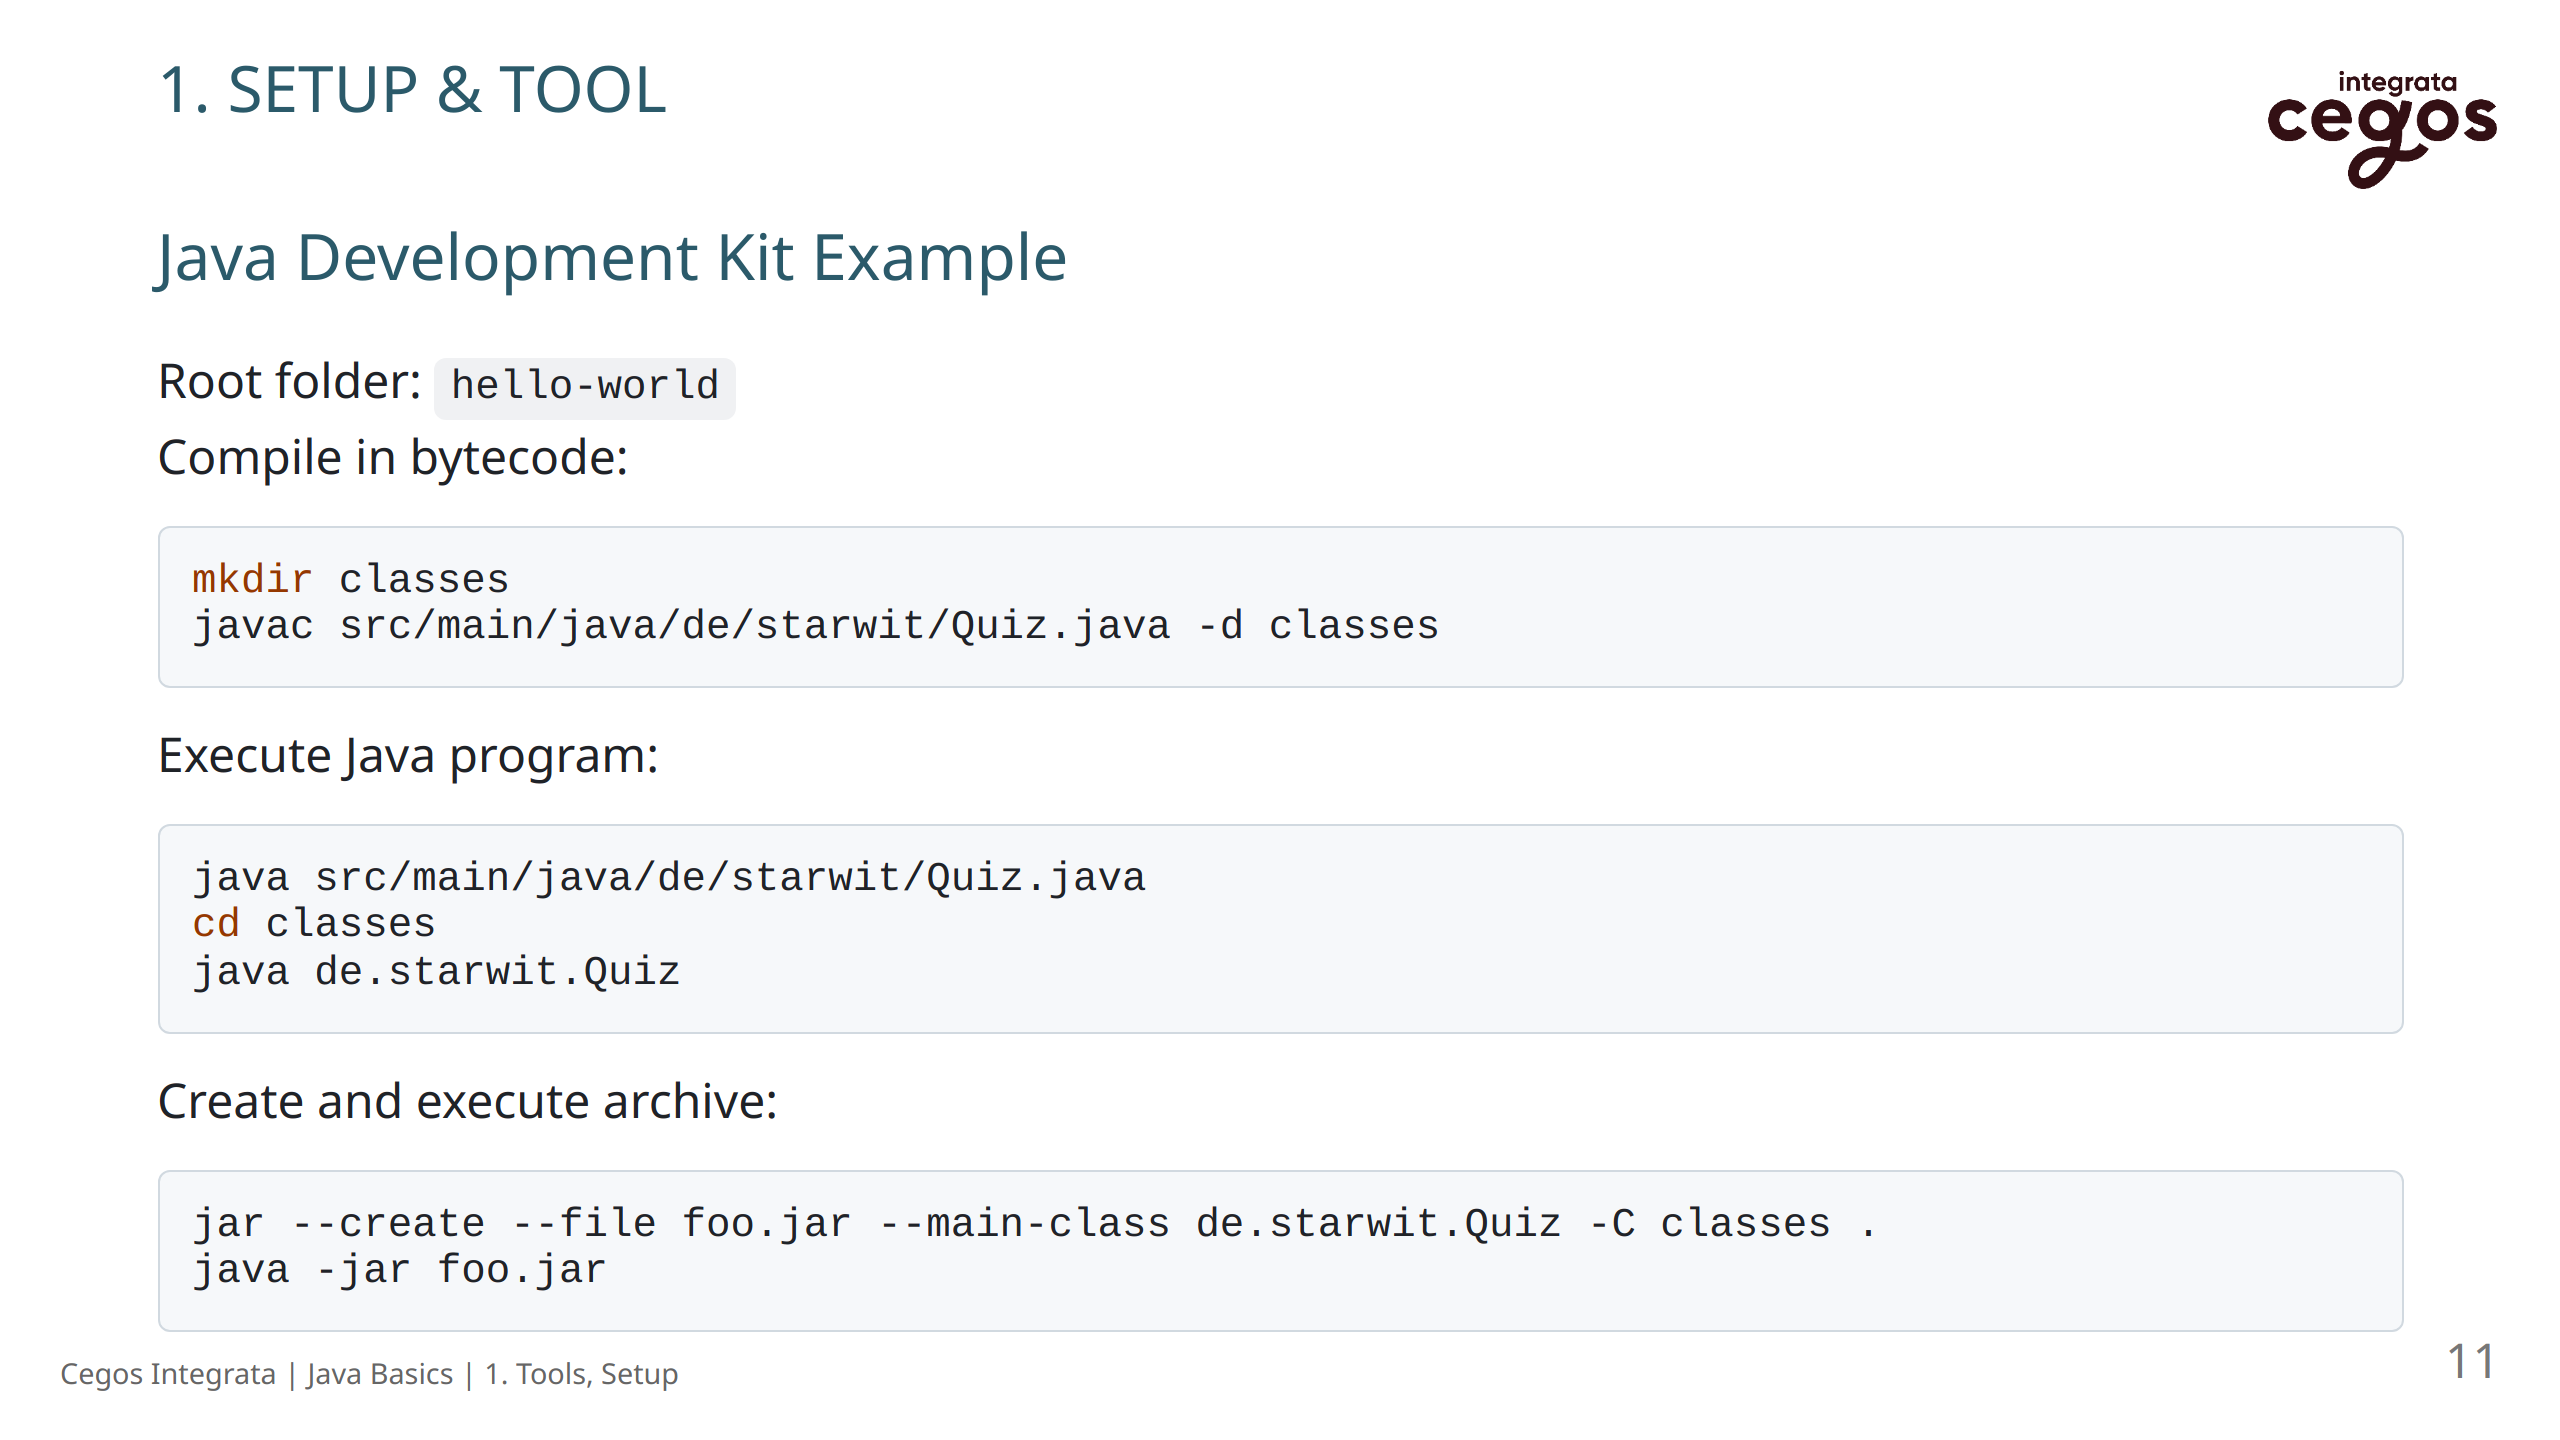 1. SETUP & TOOL
integrata
cegos
Java Development Kit Example
Root folder: hello-world
Compile in bytecode:
mkdir classes
javac src/main/java/de/starwit/Quiz.java -d classes
Execute Java program:
java src/main/java/de/starwit/Quiz.java
cd classes
java de.starwit.Quiz
Create and execute archive:
jar --create --file foo.jar --main-class de.starwit.Quiz -C classes .
java -jar foo.jar
Cegos Integrata | Java Basics | 1. Tools, Setup
11